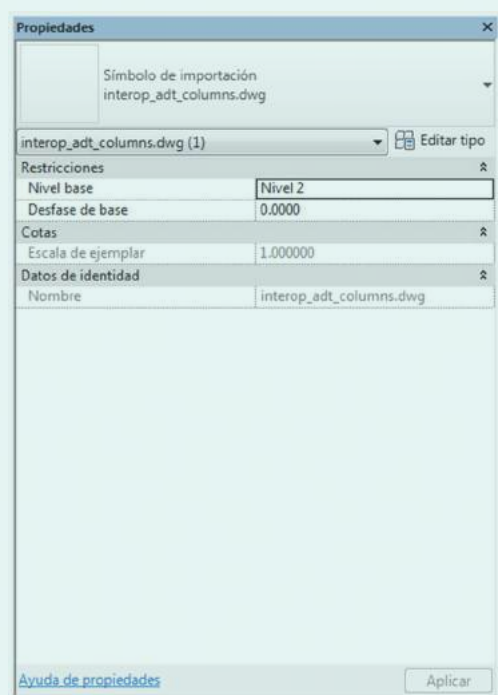 Propiedades
Símbolo de importación
interop_adt_columns.dwg
interop_adt_columns.dwg (1) Editar tipo
Restricciones
Nivel base Nivel 2
Desfase de base 0.0000
Cotas
Escala de ejemplar 1.000000
Datos de identidad
Nombre interop_adt_columns.dwg
Ayuda de propiedades Aplicar